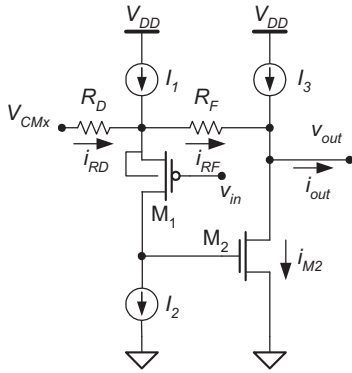 V_DD V_DD
I_1 I_3
R_D R_F
V_CMx v_out
i_RD i_RF i_out
v_in
M_1
M_2 i_M2
I_2